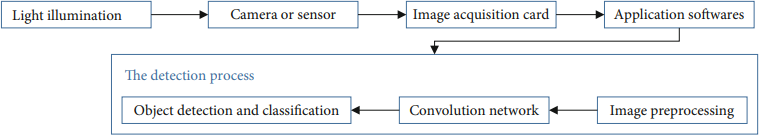 Light illumination
Camera or sensor
Image acquisition card
Application softwares
The detection process
Object detection and classification
Convolution network
Image preprocessing